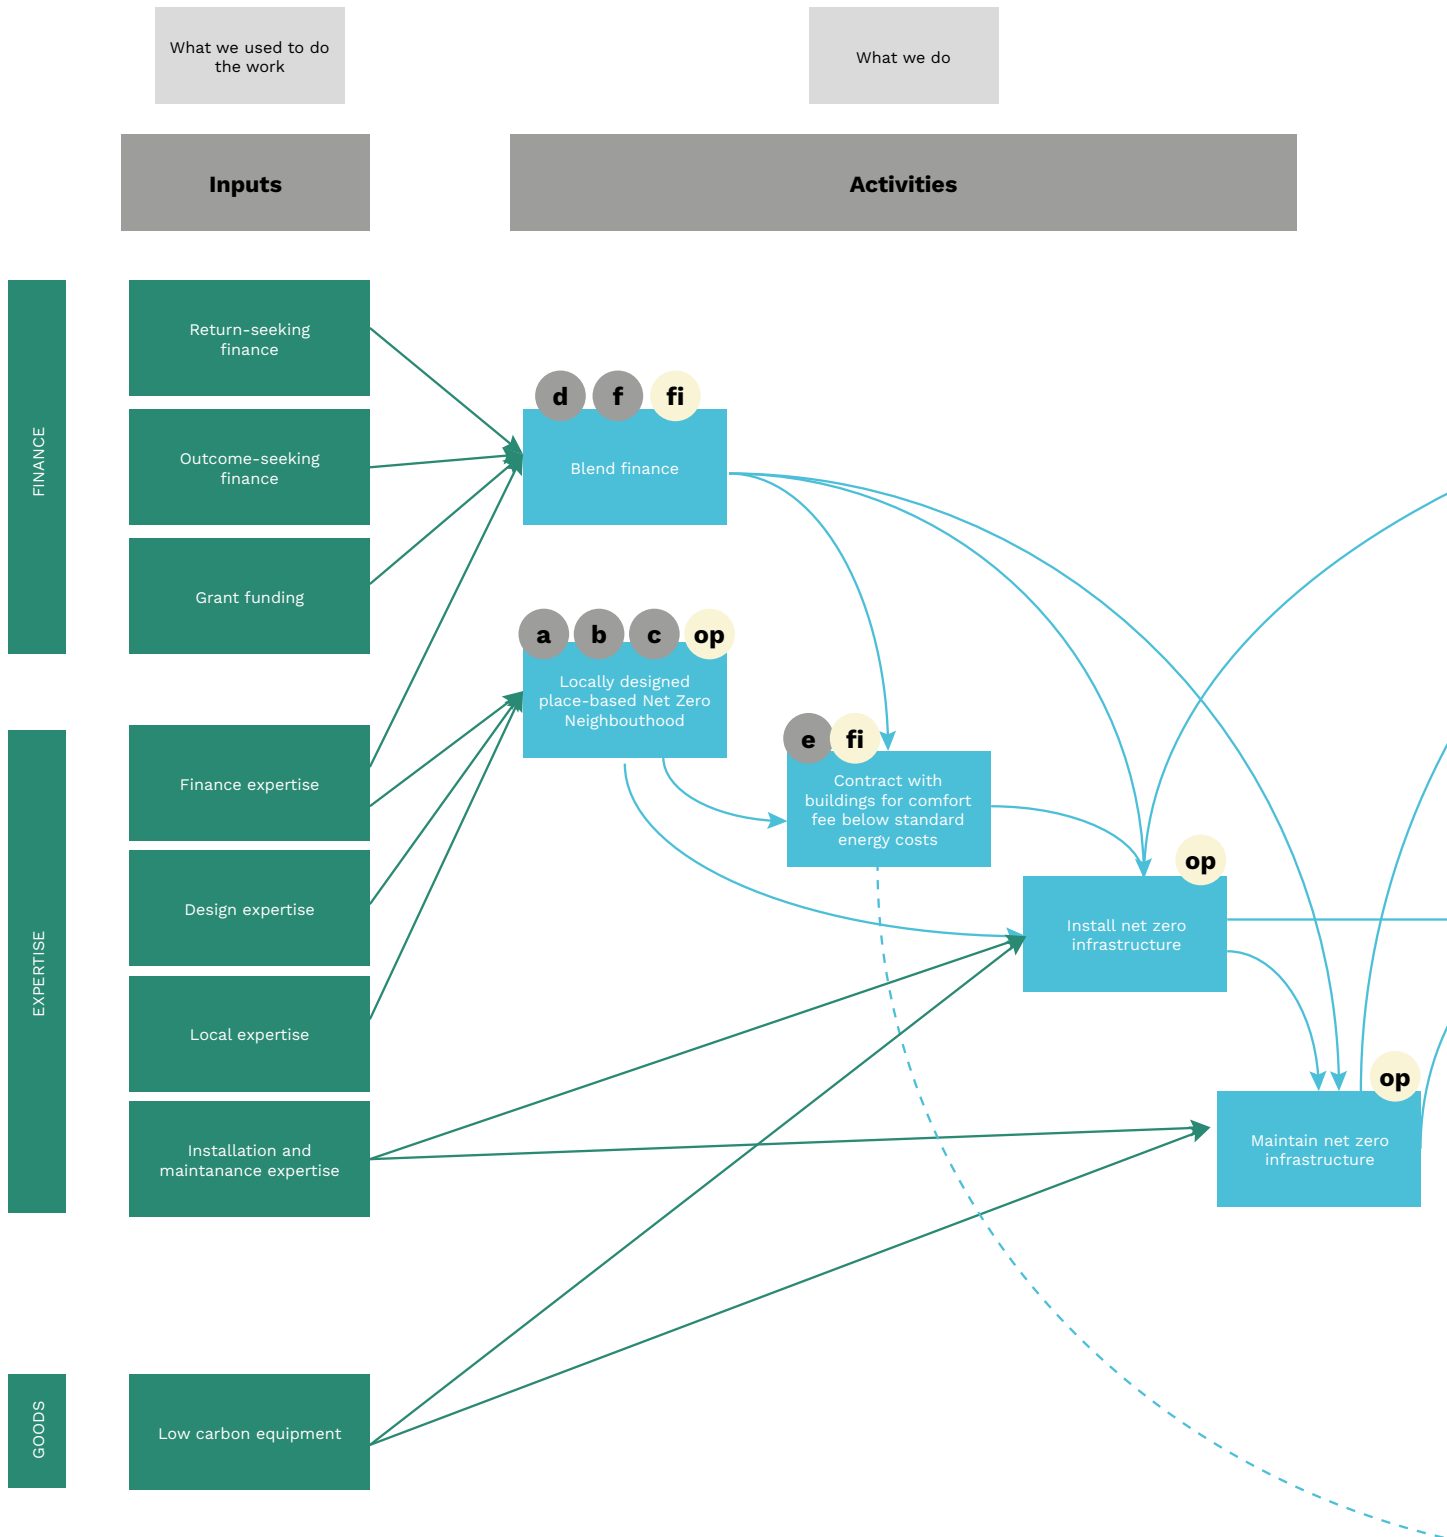 What we used to do
the work
What we do
Inputs
Activities
FINANCE
Return-seeking
finance
Outcome-seeking
finance
Grant funding
d
f
fi
Blend finance
a
b
c
op
Locally designed
place-based Net Zero
Neighbouthood
EXPERTISE
Finance expertise
Design expertise
Local expertise
Installation and
maintanance expertise
e
fi
Contract with
buildings for comfort
fee below standard
energy costs
op
Install net zero
infrastructure
op
Maintain net zero
infrastructure
GOODS
Low carbon equipment